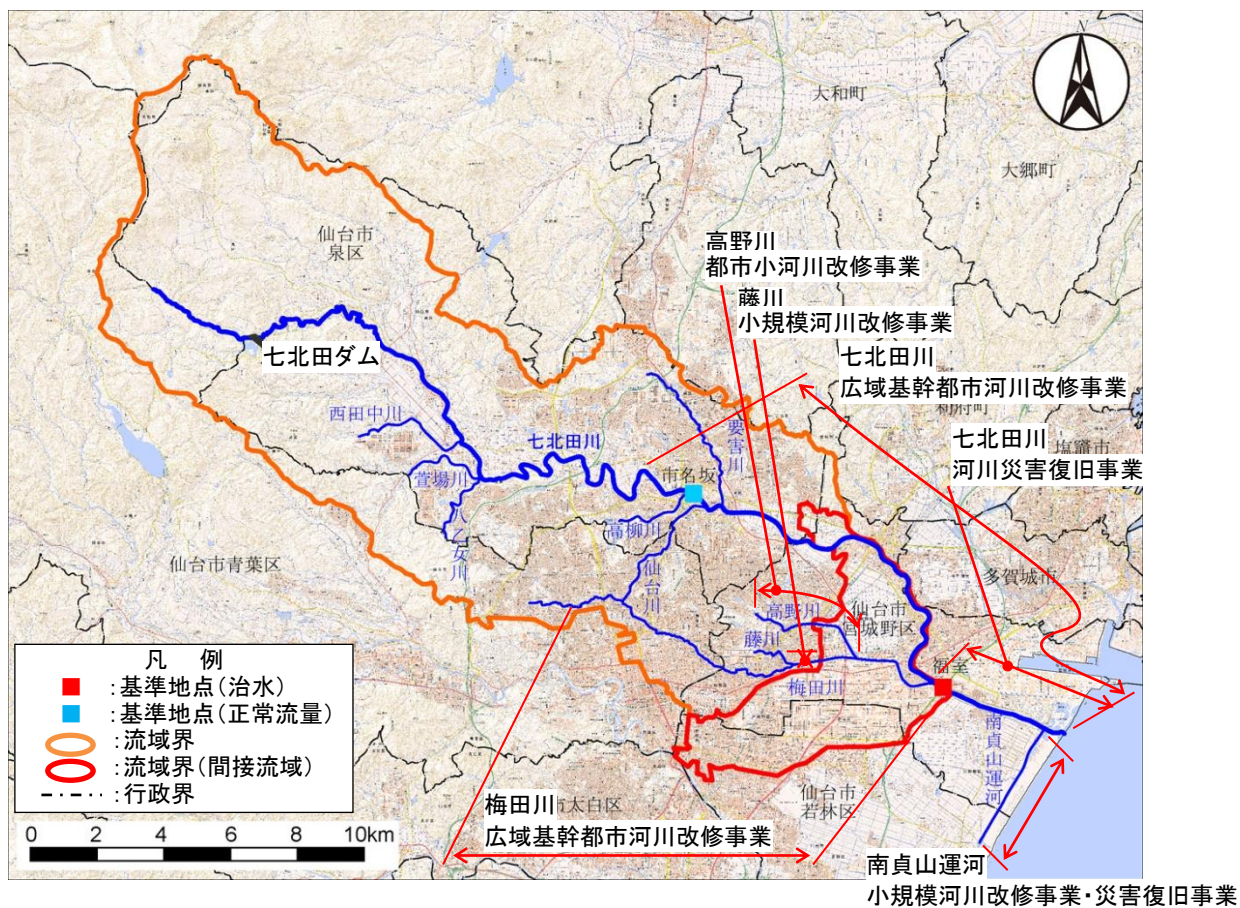 N
大和町
大郷町
仙台市
泉区
高野川
都市小河川改修事業
藤川
小規模河川改修事業
七北田川
広域基幹都市河川改修事業
七北田川
河川災害復旧事業
塩竈市
七北田ダム
西田中川
七北田川
要害川
市名坂
萱場川
八乙女川
高柳川
仙台川
仙台市青葉区
多賀城市
高野川
仙台市
宮城野区
藤川
福室
梅田川
南貞山運河
凡 例
:基準地点(治水)
:基準地点(正常流量)
:流域界
:流域界(間接流域)
:行政界
0 2 4 6 8 10km
市太白区
仙台市
若林区
梅田川
広域基幹都市河川改修事業
南貞山運河
小規模河川改修事業・災害復旧事業